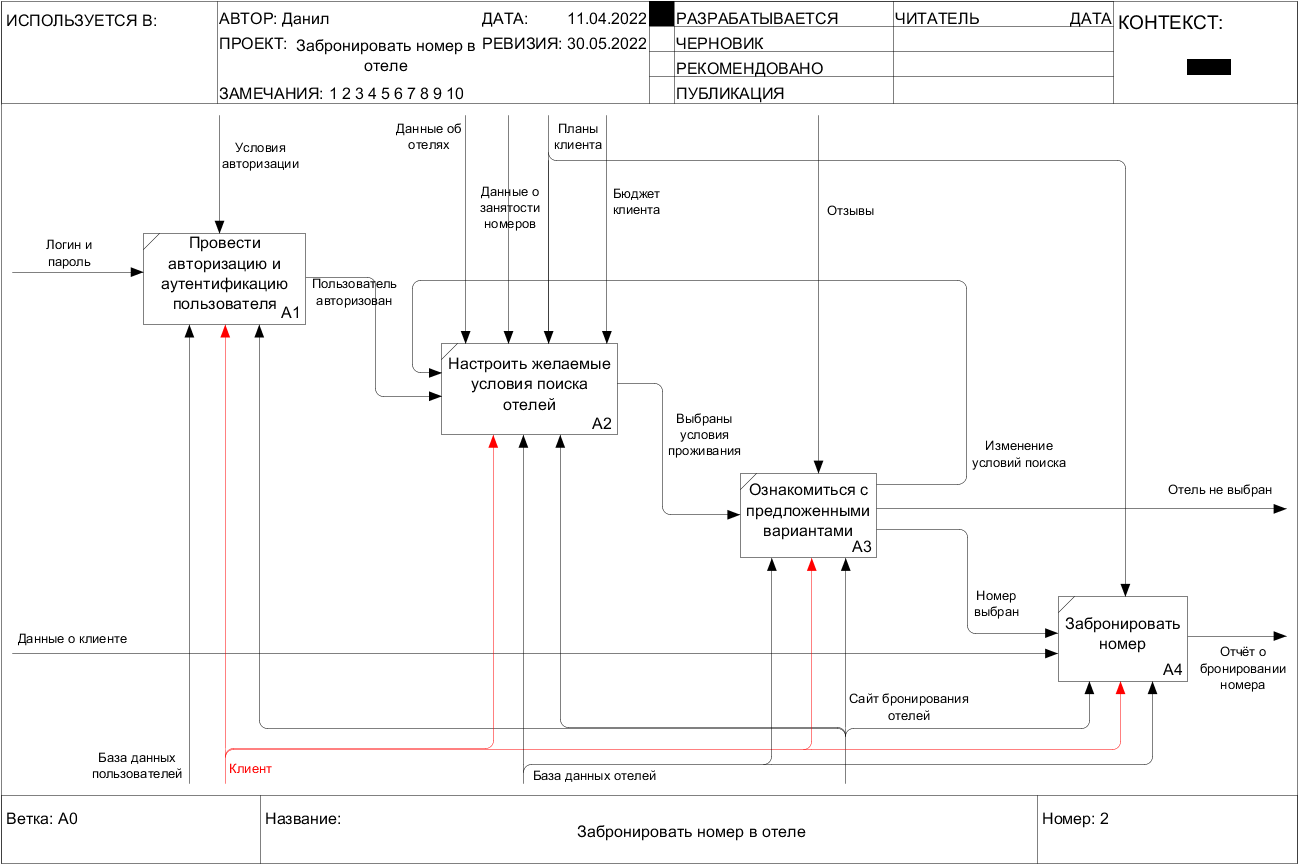 ИСПОЛЬЗУЕТСЯ В:
АВТОР: Данил
ДАТА: 11.04.2022
ПРОЕКТ: Забронировать номер в
отеле
РЕВИЗИЯ: 30.05.2022
ЗАМЕЧАНИЯ: 1 2 3 4 5 6 7 8 9 10
РАЗРАБАТЫВАЕТСЯ
ЧЕРНОВИК
РЕКОМЕНДОВАНО
ПУБЛИКАЦИЯ
ЧИТАТЕЛЬ ДАТА
КОНТЕКСТ:
Условия
авторизации
Данные об
отелях
Данные о
занятости
номеров
Планы
клиента
Бюджет
клиента
Отзывы
Логин и
пароль
Провести
авторизацию и
аутентификацию
пользователя
A1
Пользователь
авторизован
Настроить желаемые
условия поиска
отелей
A2
Выбраны
условия
проживания
Изменение
условий поиска
Ознакомиться с
предложенными
вариантами
A3
Отель не выбран
Номер
выбран
Данные о клиенте
Забронировать
номер
A4
Отчёт о
бронировании
номера
Сайт бронирования
отелей
База данных
пользователей
Клиент
База данных отелей
Ветка: A0
Название:
Забронировать номер в отеле
Номер: 2